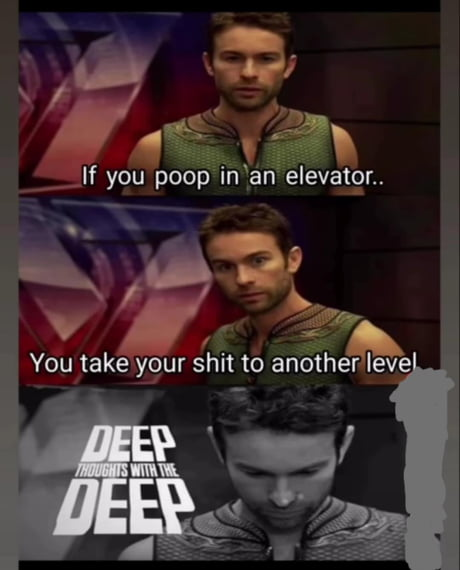 If you poop in an elevator..
You take your shit to another level
DEEP
THOUGHTS WITH THE
DEEP